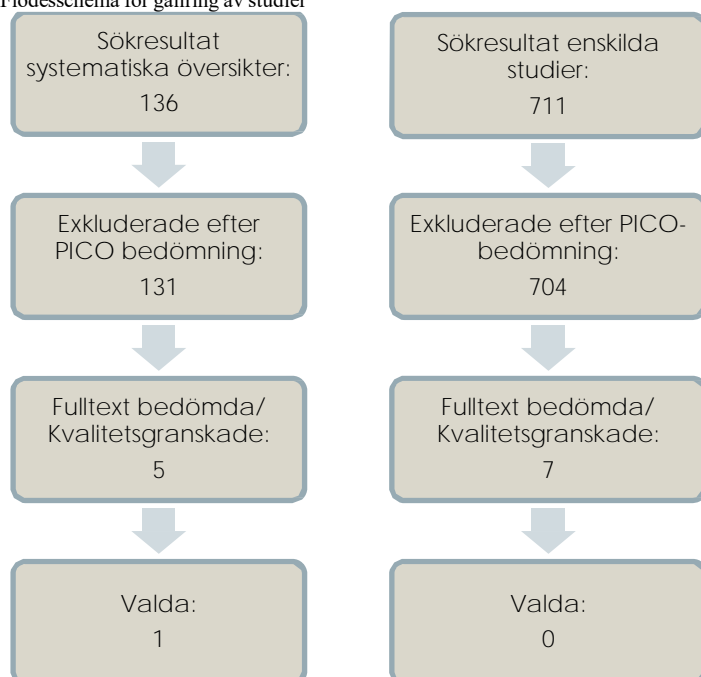 Flödesschema för gallring av studier
Sökresultat
systematiska översikter:
136
Exkluderade efter
PICO bedömning:
131
Fulltext bedömda/
Kvalitetsgranskade:
5
Valda:
1
Sökresultat enskilda
studier:
711
Exkluderade efter PICO-
bedömning:
704
Fulltext bedömda/
Kvalitetsgranskade:
7
Valda:
0